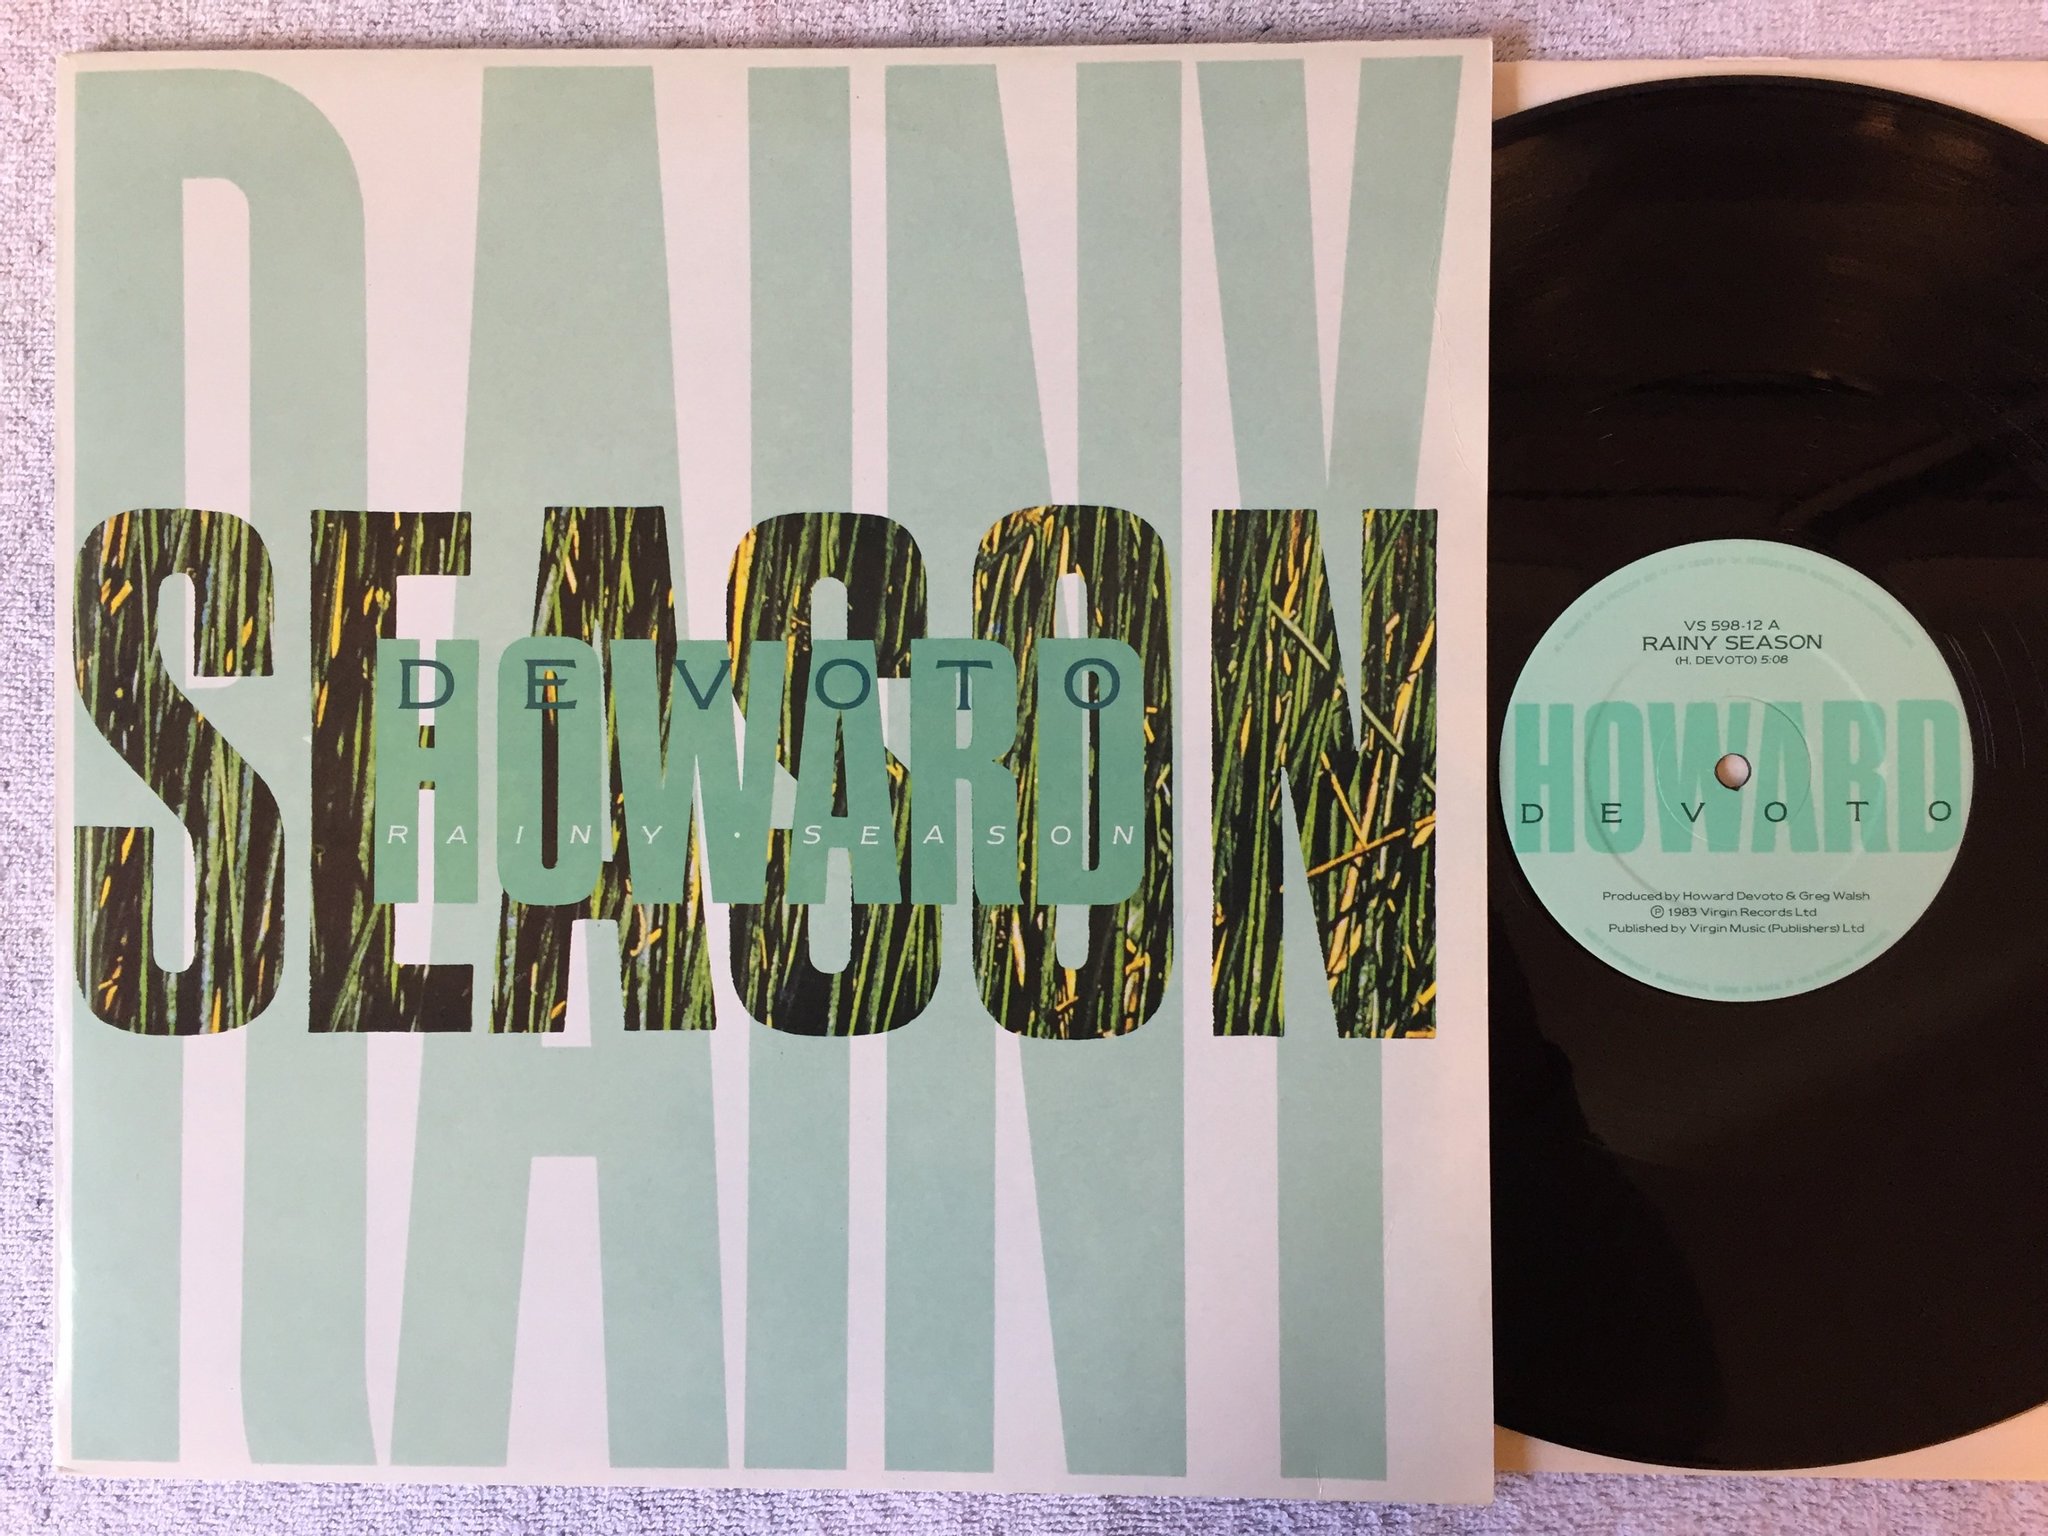 RAINY
SEASON
DEVOTO
HOWARD
RAINY · SEASON
VS 598-12 A
RAINY SEASON
(H. DEVOTO) 5:08
HOWARD
DEVOTO
Produced by Howard Devoto & Greg Walsh
Ⓟ 1983 Virgin Records Ltd
Published by Virgin Music (Publishers) Ltd